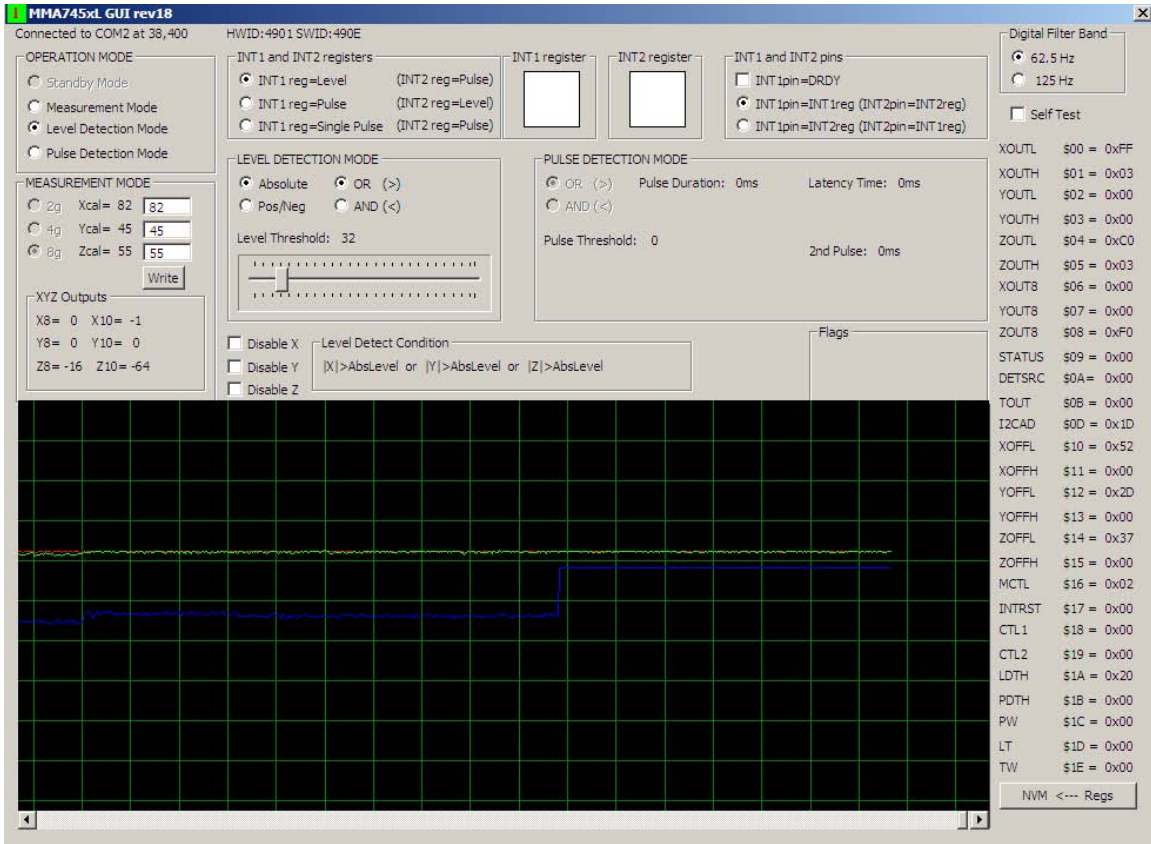 MMA745xL GUI rev18
Connected to COM2 at 38,400 HWID:4901 SWID:490E
OPERATION MODE
Standby Mode
Measurement Mode
Level Detection Mode
Pulse Detection Mode
INT1 and INT2 registers
INT1 reg=Level (INT2 reg=Pulse)
INT1 reg=Pulse (INT2 reg=Level)
INT1 reg=Single Pulse (INT2 reg=Pulse)
INT1 register
INT2 register
INT1 and INT2 pins
INT1pin=DRDY
INT1pin=INT1reg (INT2pin=INT2reg)
INT1pin=INT2reg (INT2pin=INT1reg)
Digital Filter Band
62.5 Hz
125 Hz
Self Test
MEASUREMENT MODE
2g Xcal= 82 82
4g Ycal= 45 45
8g Zcal= 55 55
Write
XYZ Outputs
X8= 0 X10= -1
Y8= 0 Y10= 0
Z8= -16 Z10= -64
LEVEL DETECTION MODE
Absolute OR (>)
Pos/Neg AND (<)
Level Threshold: 32
PULSE DETECTION MODE
OR (>) Pulse Duration: 0ms Latency Time: 0ms
AND (<)
Pulse Threshold: 0 2nd Pulse: 0ms
Disable X
Disable Y
Disable Z
Level Detect Condition
|X|>AbsLevel or |Y|>AbsLevel or |Z|>AbsLevel
Flags
XOUTL $00 = 0xFF
XOUTH $01 = 0x03
YOUTL $02 = 0x00
YOUTH $03 = 0x00
ZOUTL $04 = 0xC0
ZOUTH $05 = 0x03
XOUT8 $06 = 0x00
YOUT8 $07 = 0x00
ZOUT8 $08 = 0xF0
STATUS $09 = 0x00
DETSRC $0A= 0x00
TOUT $0B = 0x00
I2CAD $0D = 0x1D
XOFFL $10 = 0x52
XOFFH $11 = 0x00
YOFFL $12 = 0x2D
YOFFH $13 = 0x00
ZOFFL $14 = 0x37
ZOFFH $15 = 0x00
MCTL $16 = 0x02
INTRST $17 = 0x00
CTL1 $18 = 0x00
CTL2 $19 = 0x00
LDTH $1A = 0x20
PDTH $1B = 0x00
PW $1C = 0x00
LT $1D = 0x00
TW $1E = 0x00
NVM <--- Regs